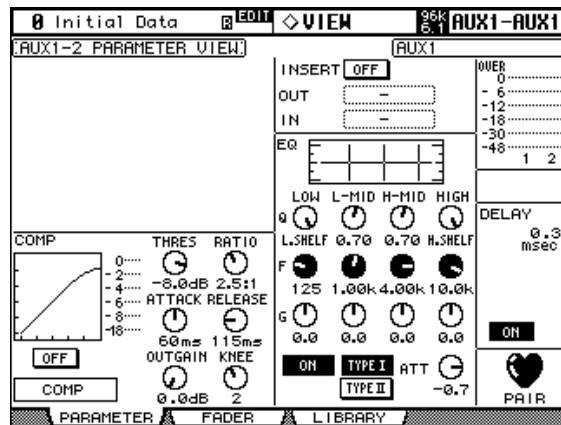 0 Initial Data R EDIT ◇VIEW 96k 6.1 AUX1-AUX1
AUX1-2 PARAMETER VIEW
AUX1
INSERT OFF
OUT -
IN -
OVER
0
-6
-12
-18
-30
-48
1 2
EQ
LOW L-MID H-MID HIGH
Q
L.SHELF 0.70 0.70 H.SHELF
F
125 1.00k 4.00k 10.0k
G
0.0 0.0 0.0 0.0
ON TYPE I ATT
TYPE II -0.7
DELAY
0.3
msec
ON
PAIR
COMP
0
-2
-4
-6
-8
-18
THRES RATIO
-8.0dB 2.5:1
ATTACK RELEASE
60ms 115ms
OUTGAIN KNEE
0.0dB 2
OFF
COMP
PARAMETER FADER LIBRARY